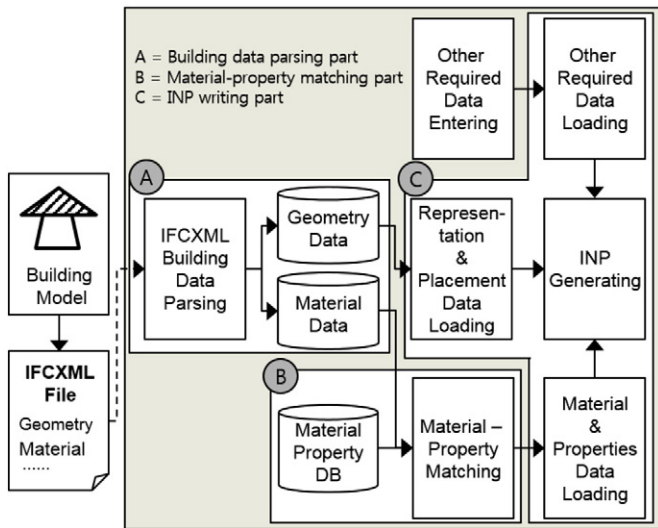 A = Building data parsing part
B = Material-property matching part
C = INP writing part
Other
Required
Data
Entering
Other
Required
Data
Loading
A
C
Building
Model
IFCXML
Building
Data
Parsing
Geometry
Data
Material
Data
Represen-
tation
&
Placement
Data
Loading
INP
Generating
IFCXML
File
Geometry
Material
......
B
Material
Property
DB
Material –
Property
Matching
Material
&
Properties
Data
Loading